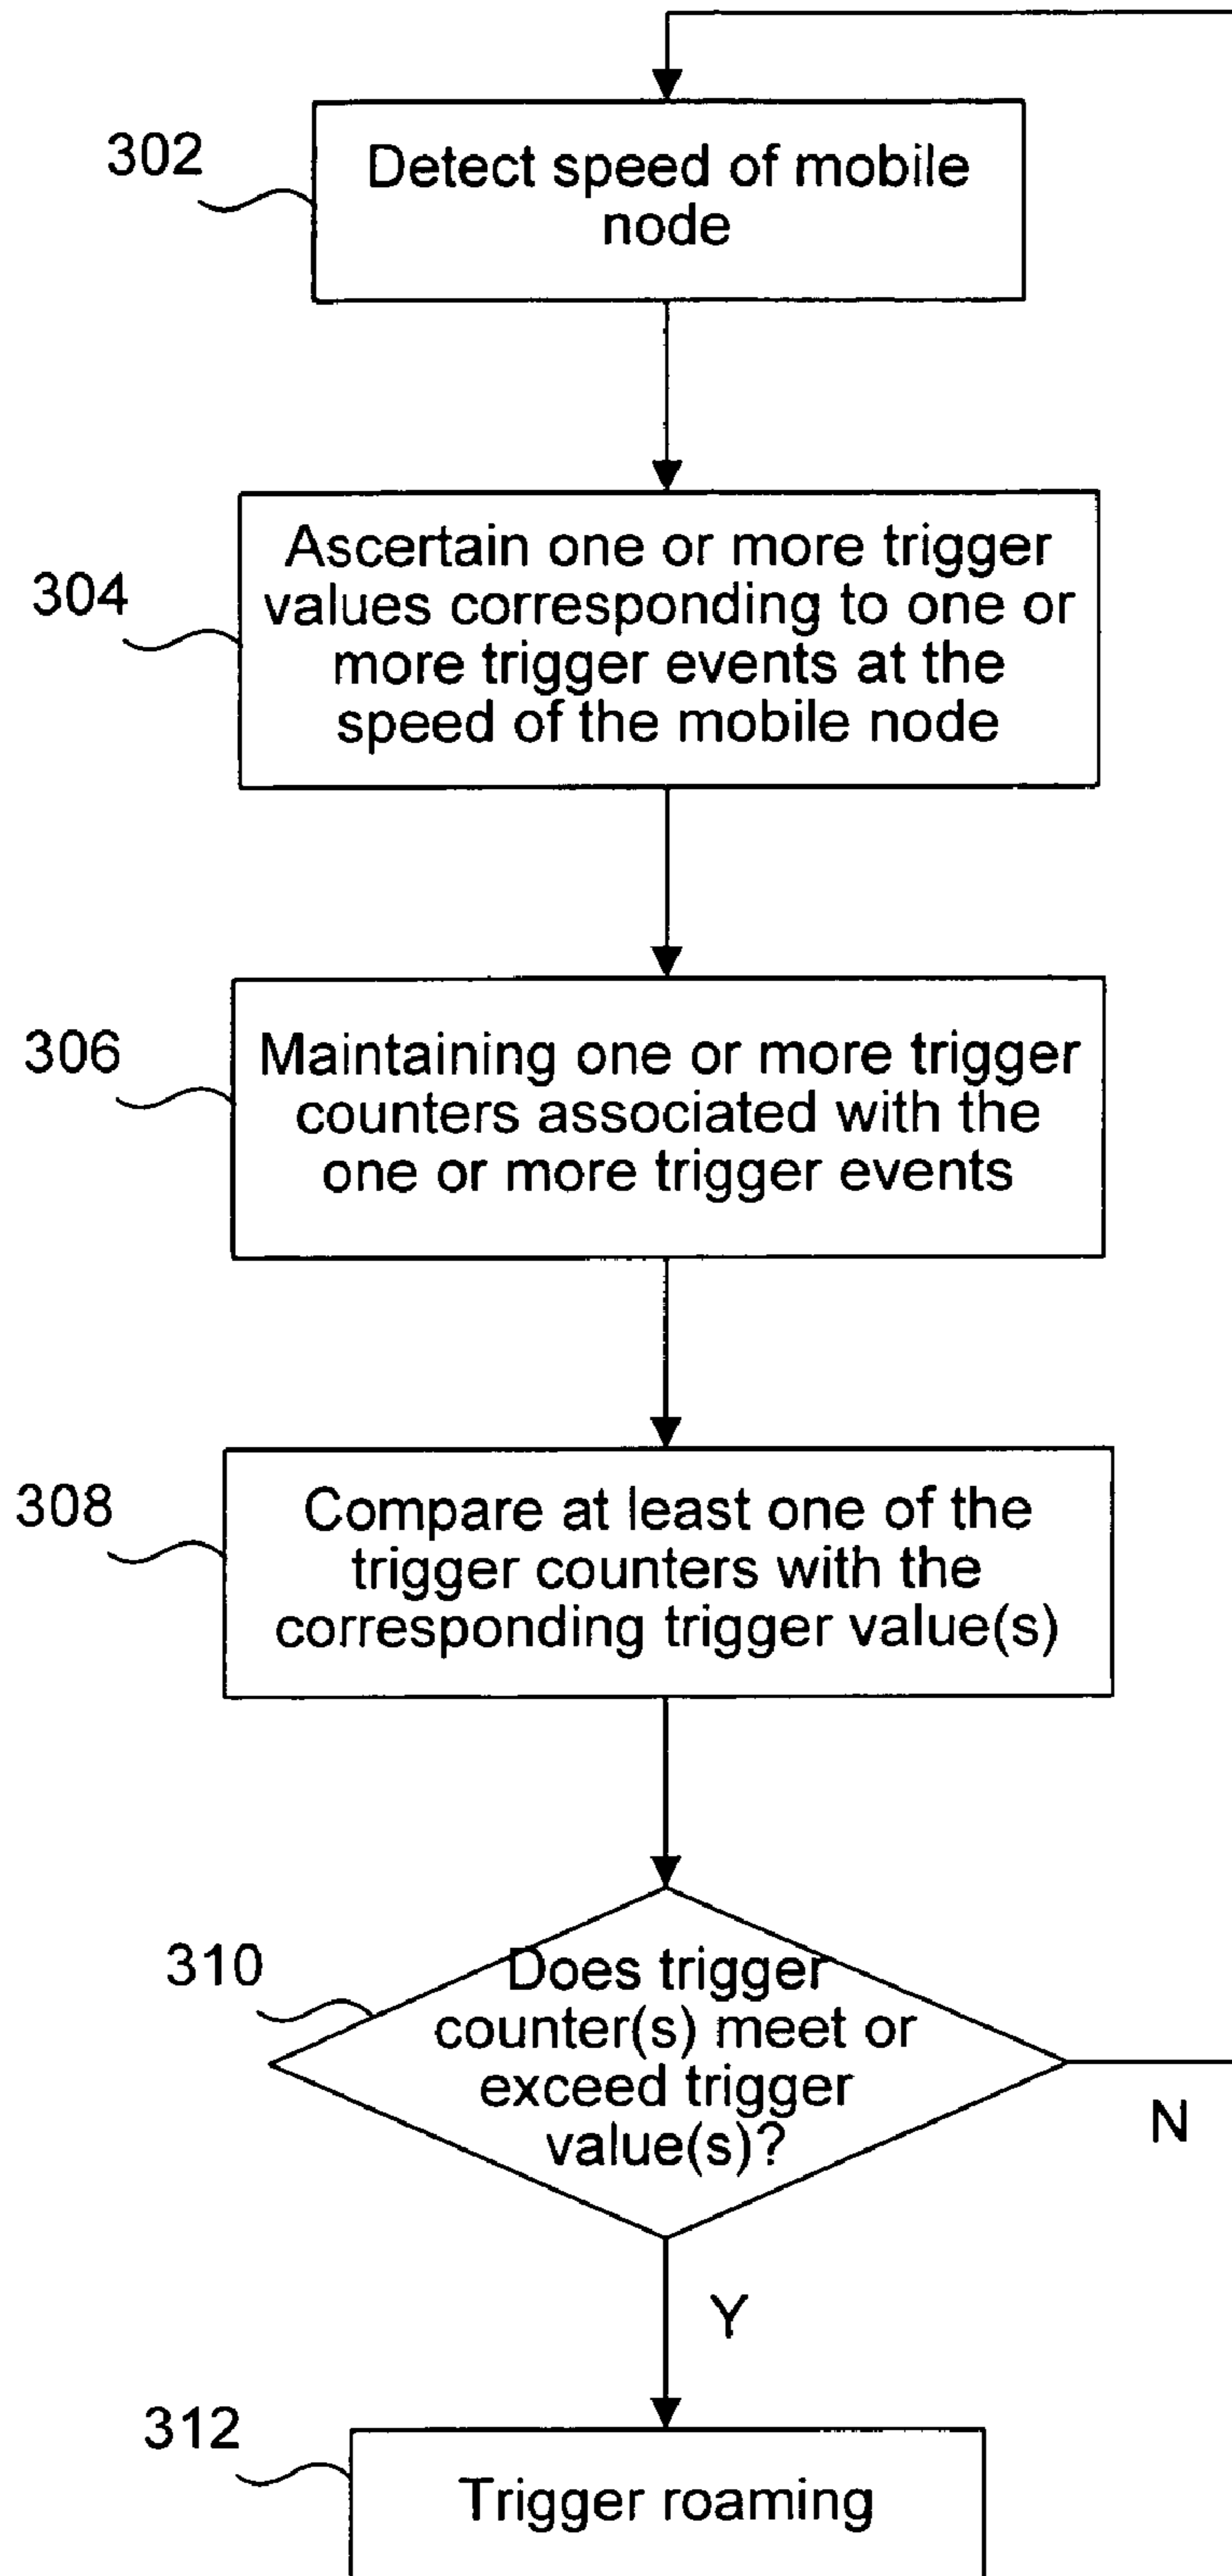 302
Detect speed of mobile
node
304
Ascertain one or more trigger
values corresponding to one or
more trigger events at the
speed of the mobile node
306
Maintaining one or more trigger
counters associated with the
one or more trigger events
308
Compare at least one of the
trigger counters with the
corresponding trigger value(s)
310
Does trigger
counter(s) meet or
exceed trigger
value(s)?
N
Y
312
Trigger roaming